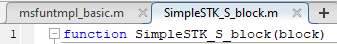 msfuntmpl_basic.m × SimpleSTK_S_block.m ×
1 function SimpleSTK_S_block(block)